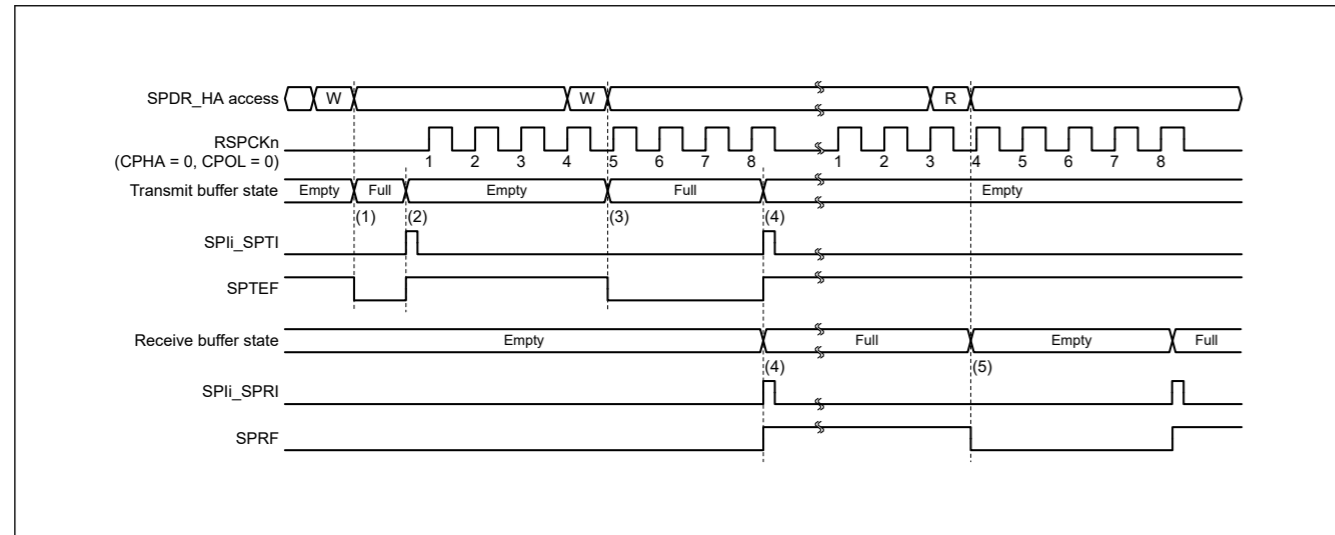 SPDR_HA access W W R
RSPCKn
(CPHA = 0, CPOL = 0)
1 2 3 4 5 6 7 8 1 2 3 4 5 6 7 8
Transmit buffer state Empty Full Empty Full Empty
(1) (2) (3) (4)
SPIi_SPTI
SPTEF
Receive buffer state Empty Full Empty Full
(4) (5)
SPIi_SPRI
SPRF